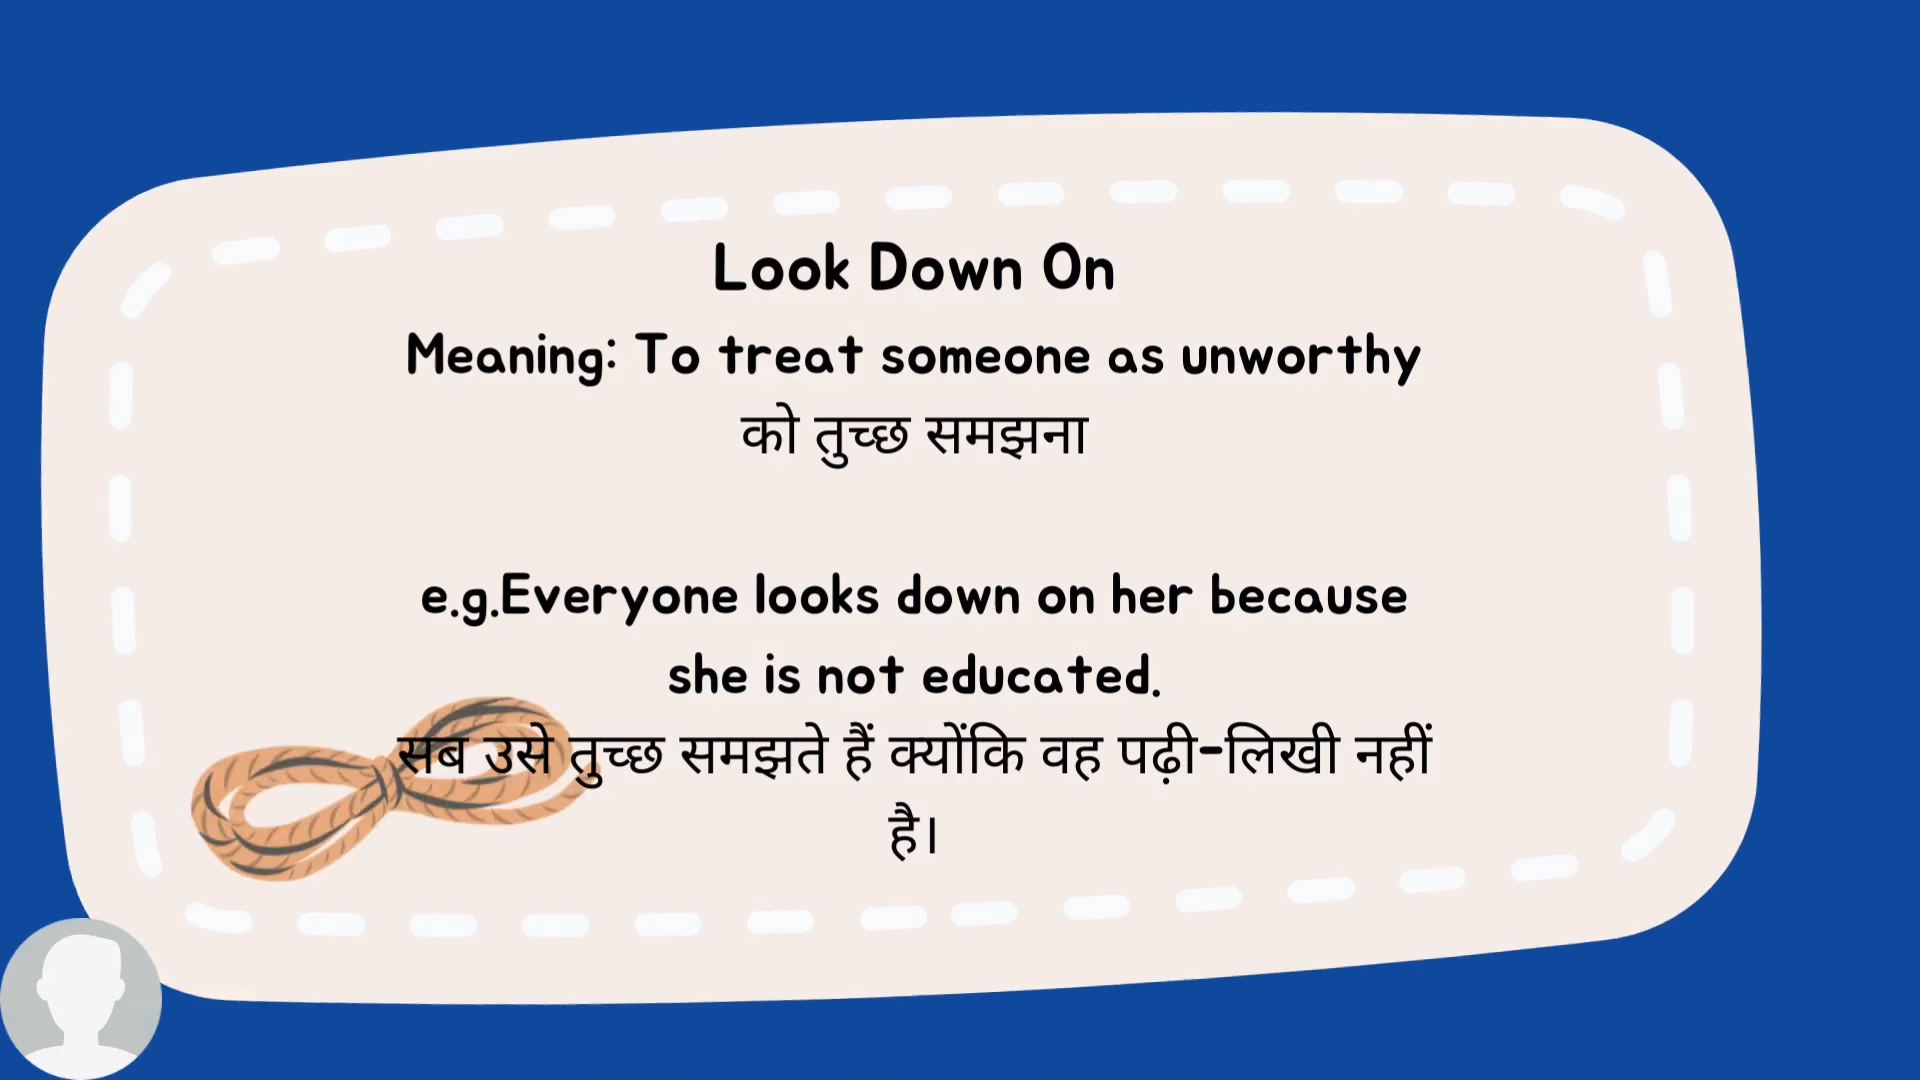 Look Down On
Meaning: To treat someone as unworthy
को तुच्छ समझना
e.g.Everyone looks down on her because
she is not educated.
सब उसे तुच्छ समझते हैं क्योंकि वह पढ़ी-लिखी नहीं
है।